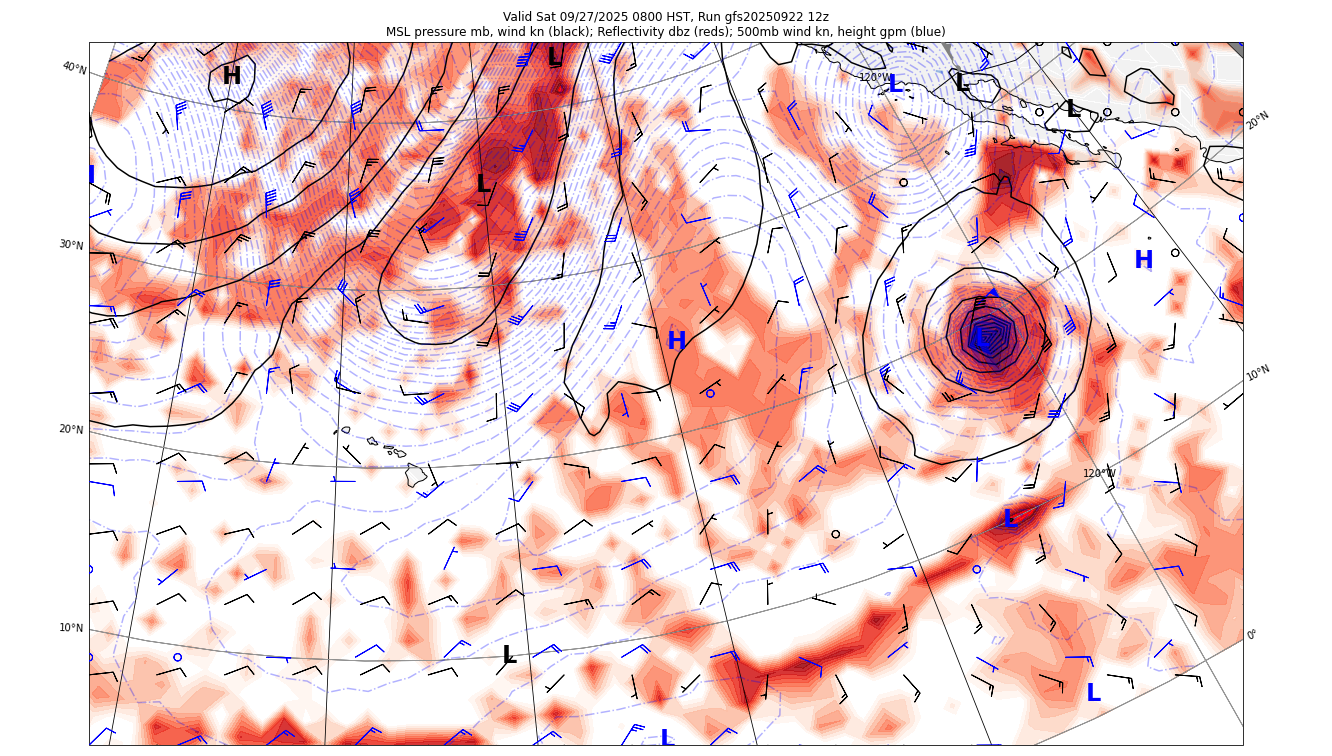 Valid Sat 09/27/2025 0800 HST, Run gfs20250922 12z
MSL pressure mb, wind kn (black); Reflectivity dbz (reds); 500mb wind kn, height gpm (blue)
L
40°N
H
120°W
L
L
L
20°N
L
30°N
H
H
L
10°N
20°N
120°W
L
10°N
0°
L
L
L